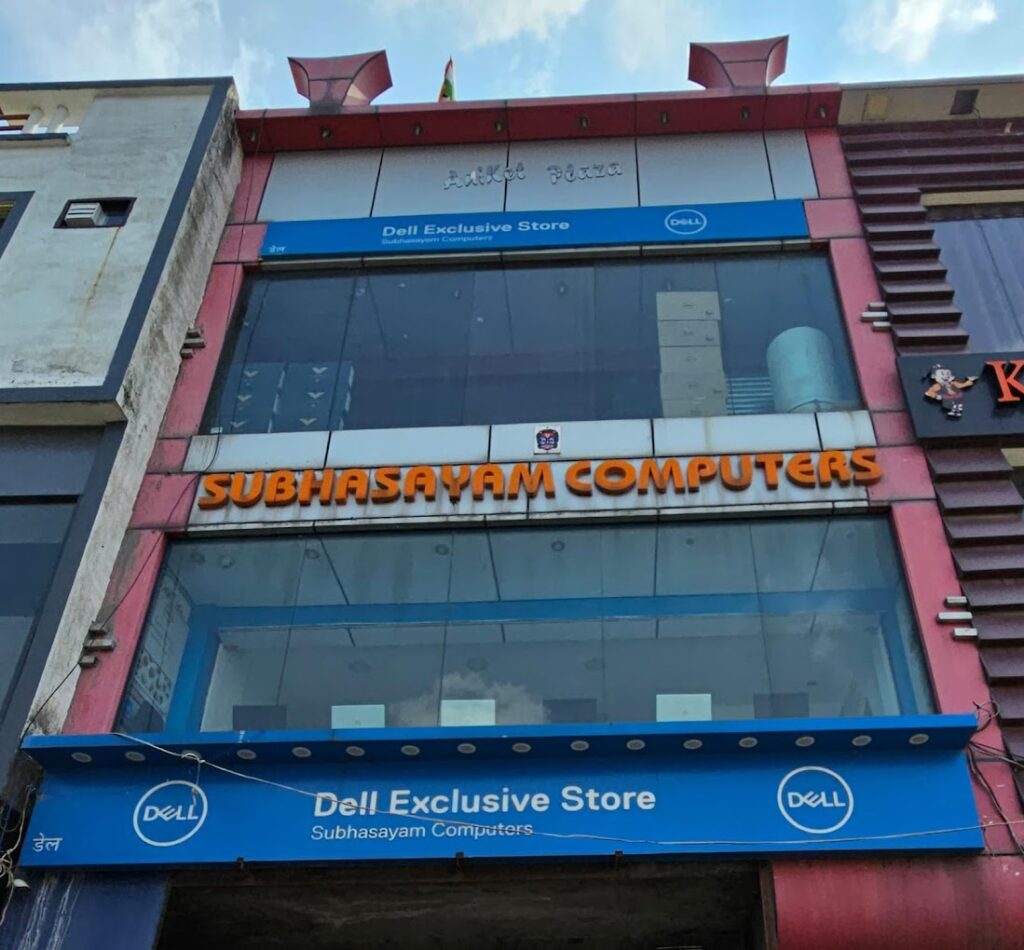 Aniket Plaza
Dell Exclusive Store
Subhasayam Computers
DELL
डेल
SUBHASAYAM COMPUTERS
K
DELL
Dell Exclusive Store
Subhasayam Computers
DELL
डेल